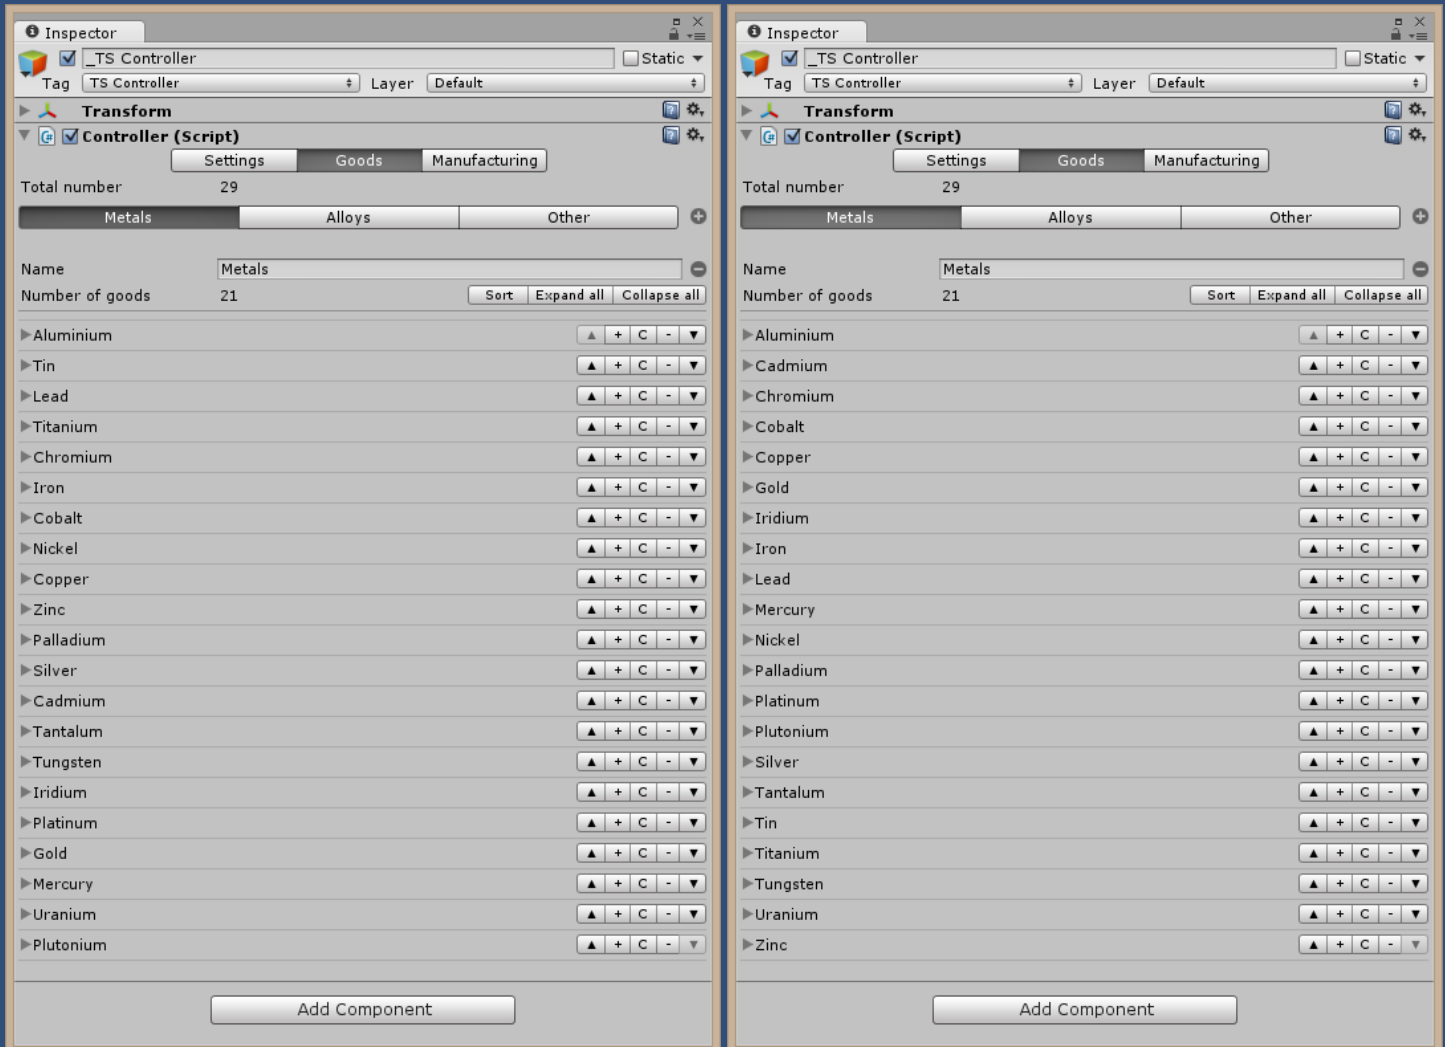 Inspector
_TS Controller
Static
Tag TS Controller Layer Default
Transform
Controller (Script)
Settings Goods Manufacturing
Total number 29
Metals Alloys Other
Name Metals
Number of goods 21 Sort Expand all Collapse all
Aluminium + C -
Tin + C -
Lead + C -
Titanium + C -
Chromium + C -
Iron + C -
Cobalt + C -
Nickel + C -
Copper + C -
Zinc + C -
Palladium + C -
Silver + C -
Cadmium + C -
Tantalum + C -
Tungsten + C -
Iridium + C -
Platinum + C -
Gold + C -
Mercury + C -
Uranium + C -
Plutonium + C -
Add Component
Inspector
_TS Controller
Static
Tag TS Controller Layer Default
Transform
Controller (Script)
Settings Goods Manufacturing
Total number 29
Metals Alloys Other
Name Metals
Number of goods 21 Sort Expand all Collapse all
Aluminium + C -
Cadmium + C -
Chromium + C -
Cobalt + C -
Copper + C -
Gold + C -
Iridium + C -
Iron + C -
Lead + C -
Mercury + C -
Nickel + C -
Palladium + C -
Platinum + C -
Plutonium + C -
Silver + C -
Tantalum + C -
Tin + C -
Titanium + C -
Tungsten + C -
Uranium + C -
Zinc + C -
Add Component